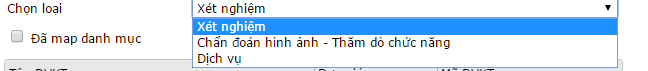 Chọn loại Xét nghiệm
Xét nghiệm
Đã map danh mục
Chẩn đoán hình ảnh - Thăm dò chức năng
Dịch vụ